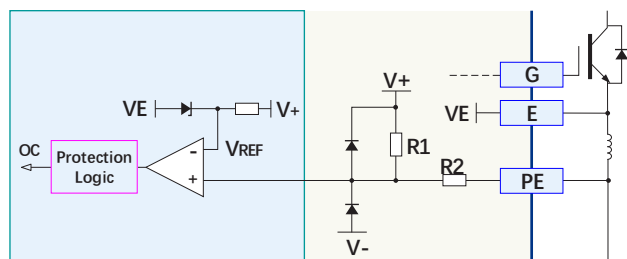 G
V+
VE
V+
VE
E
OC
Protection
Logic
-
VREF
R1
+
R2
PE
V-